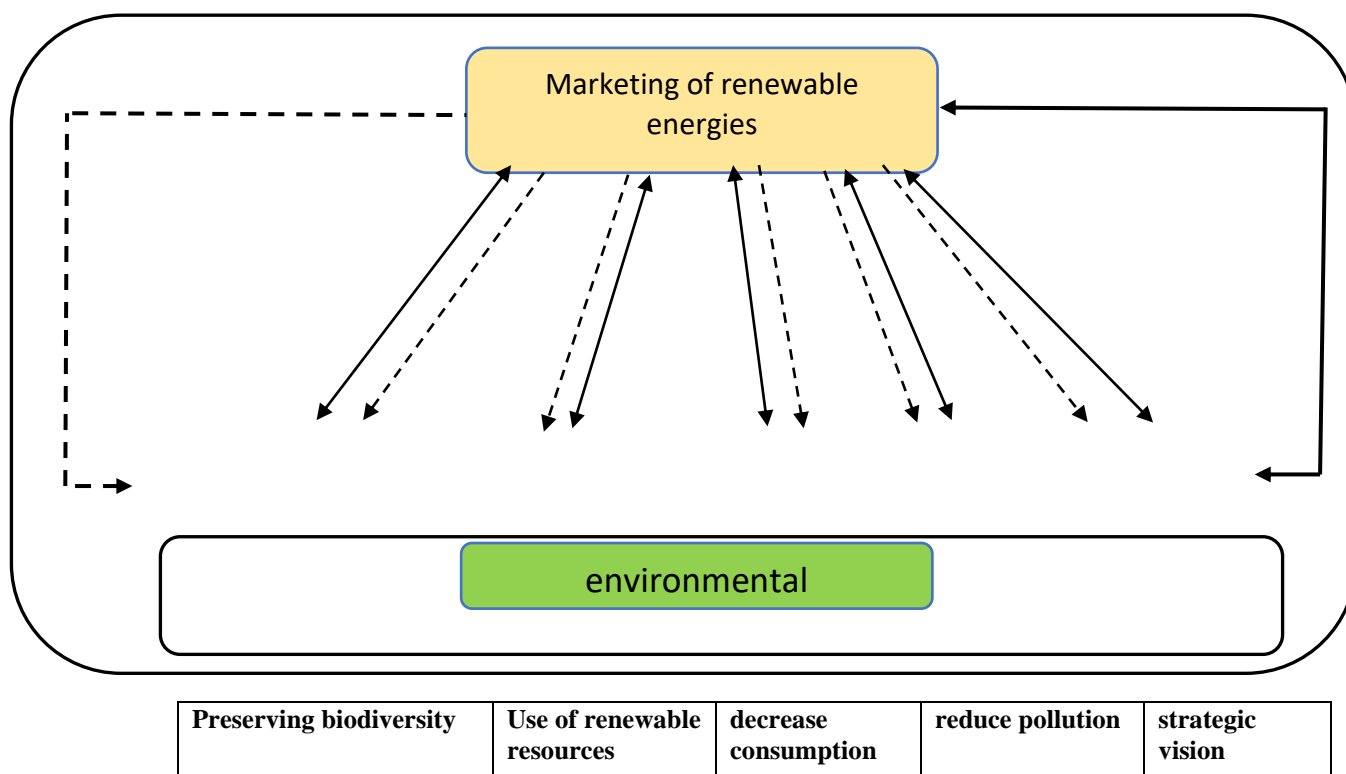 Marketing of renewable
energies
environmental
Preserving biodiversity
Use of renewable
resources
decrease
consumption
reduce pollution
strategic
vision